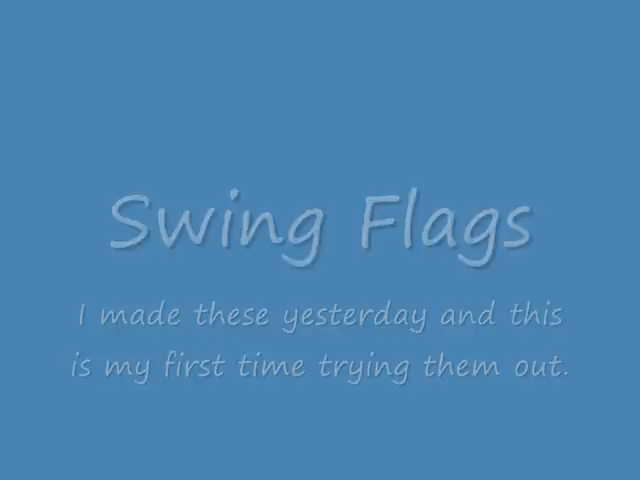 Swing Flags
I made these yesterday and this
is my first time trying them out.